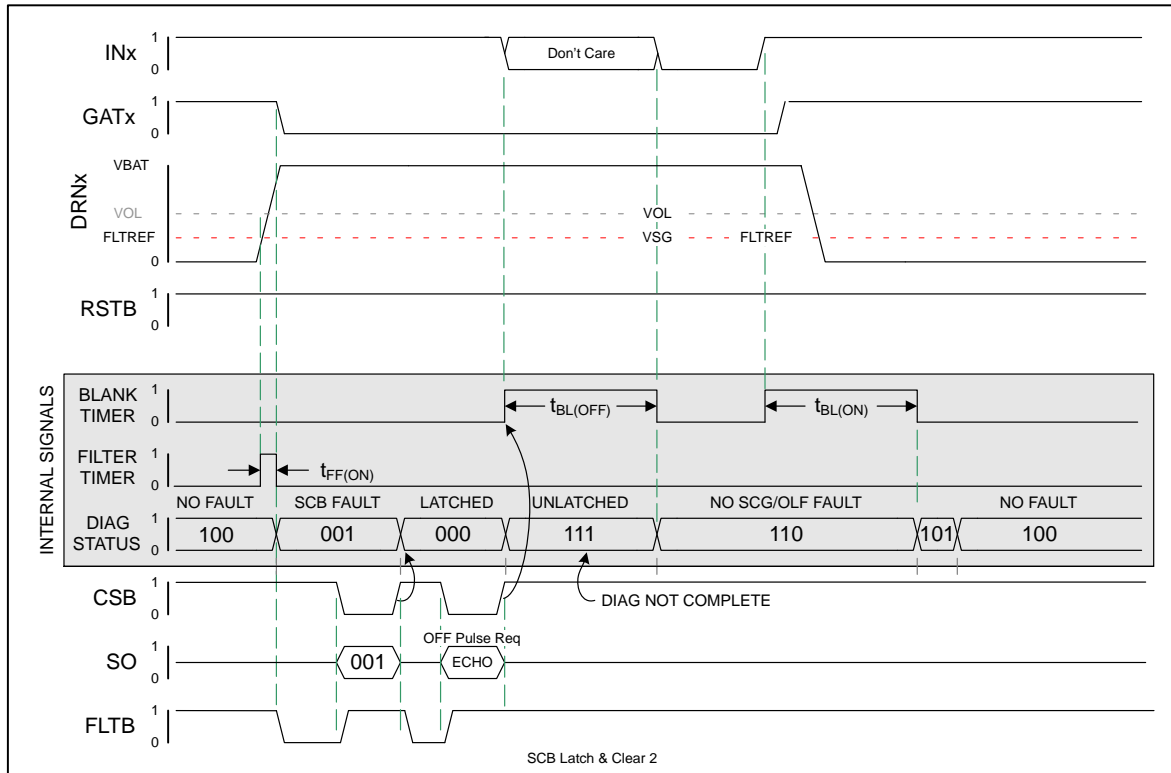 INx
1
0
Don't Care
GATx
1
0
DRNx
VBAT
VOL
VOL
FLTREF
VSG
FLTREF
0
RSTB
1
0
INTERNAL SIGNALS
BLANK
TIMER
1
0
tBL(OFF)
tBL(ON)
FILTER
TIMER
1
0
tFF(ON)
NO FAULT
SCB FAULT
LATCHED
UNLATCHED
NO SCG/OLF FAULT
NO FAULT
DIAG
STATUS
1
0
100
001
000
111
110
101
100
CSB
1
0
DIAG NOT COMPLETE
OFF Pulse Req
SO
1
0
001
ECHO
FLTB
1
0
SCB Latch & Clear 2